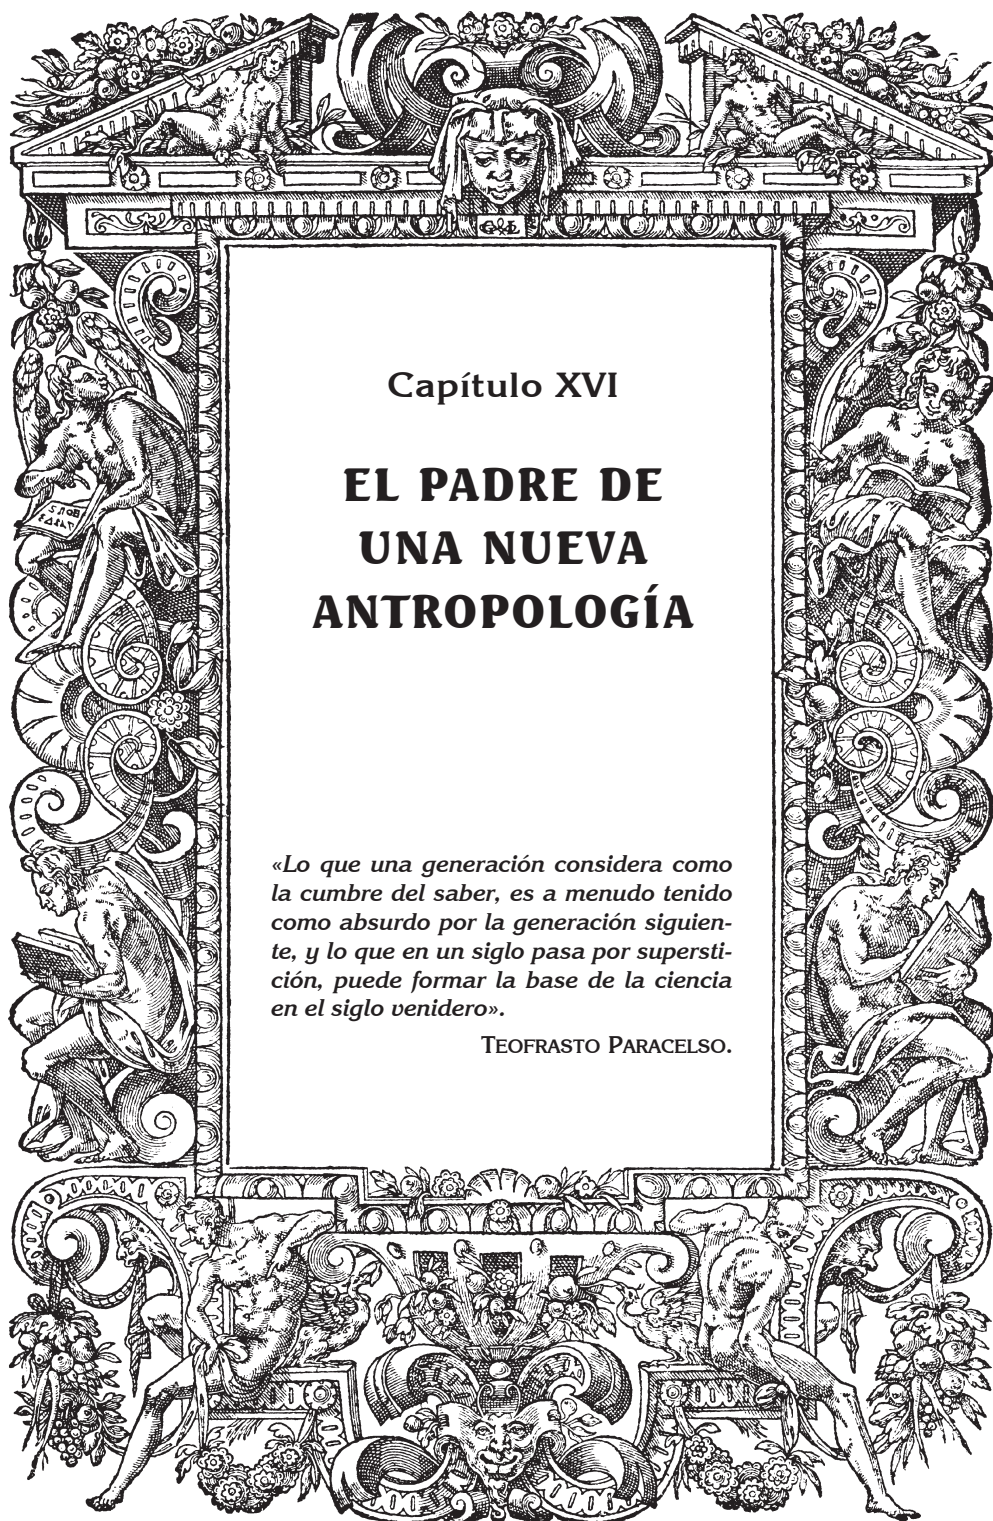 Capítulo XVI
EL PADRE DE
UNA NUEVA
ANTROPOLOGÍA
«Lo que una generación considera como
la cumbre del saber, es a menudo tenido
como absurdo por la generación siguien-
te, y lo que en un siglo pasa por supersti-
ción, puede formar la base de la ciencia
en el siglo venidero».
TEOFRASTO PARACELSO.